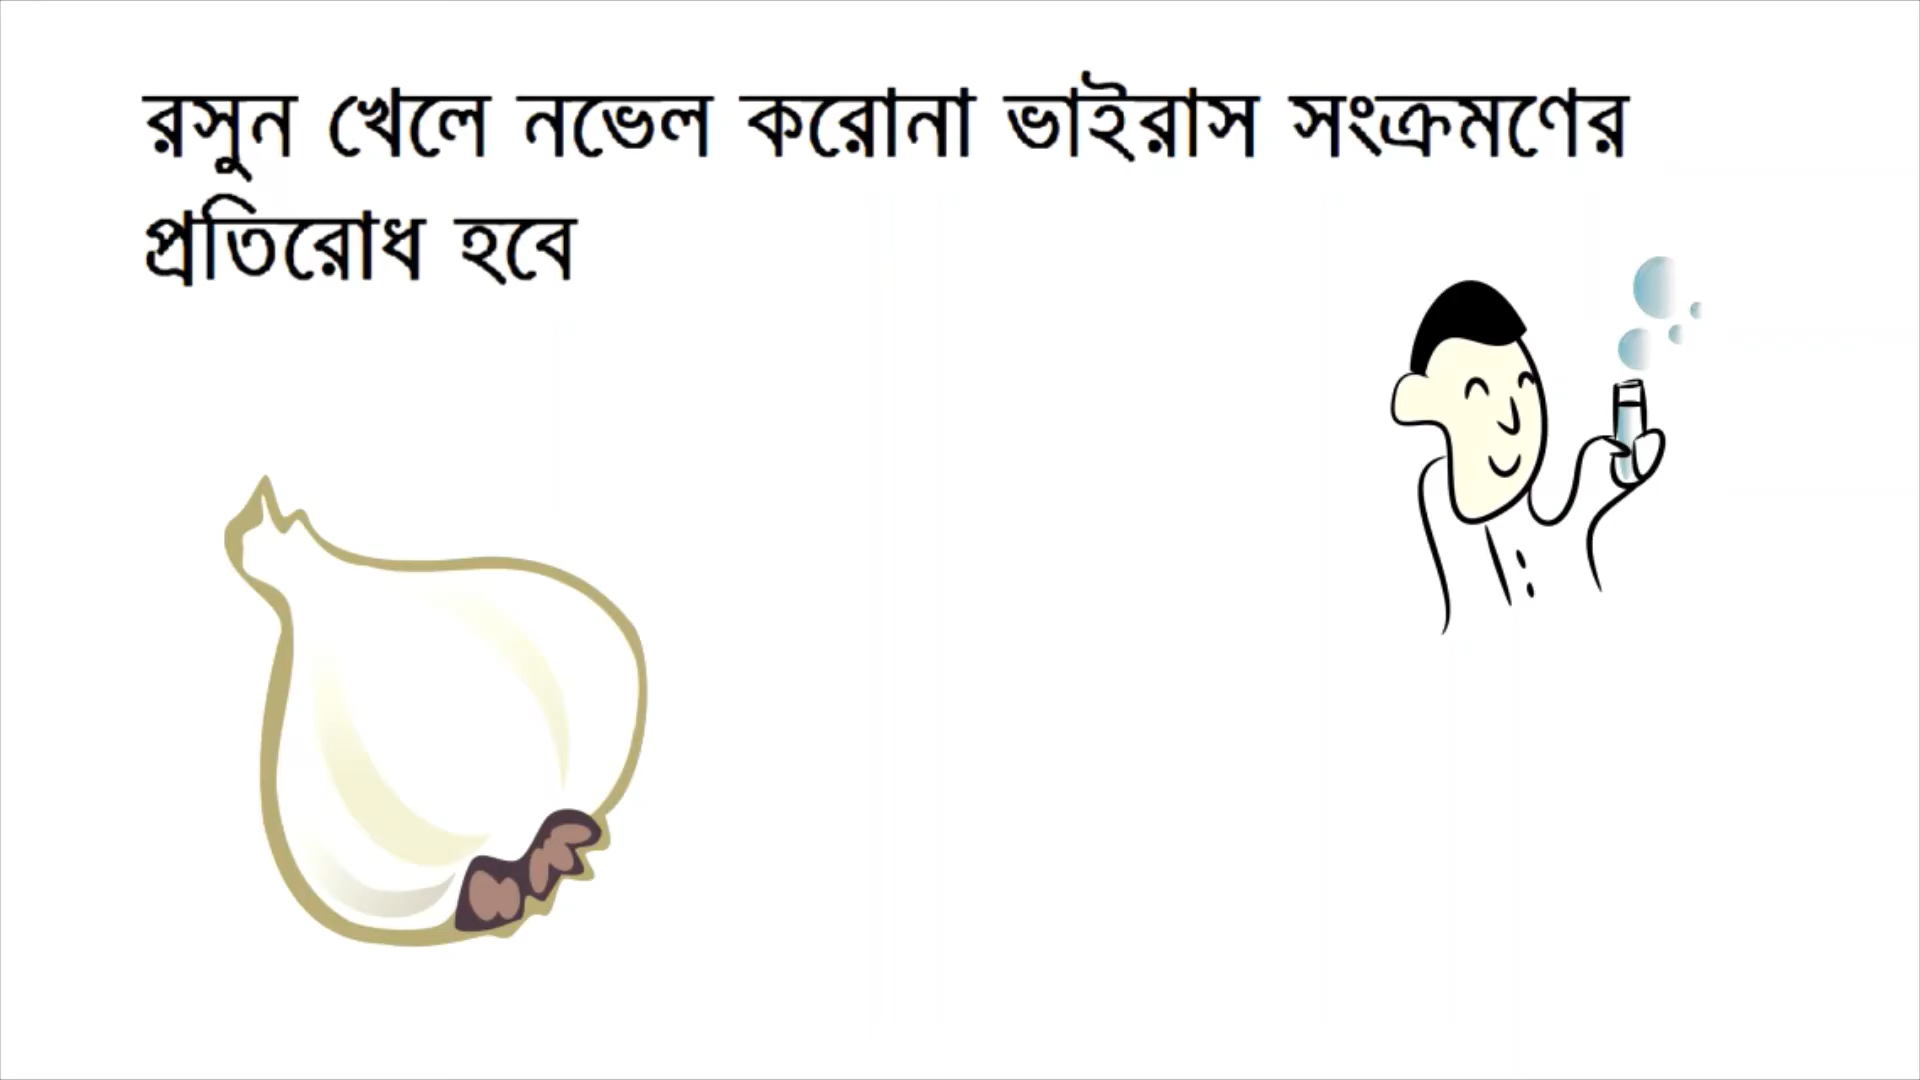 রসুন খেলে নভেল করোনা ভাইরাস সংক্রমণের
প্রতিরোধ হবে